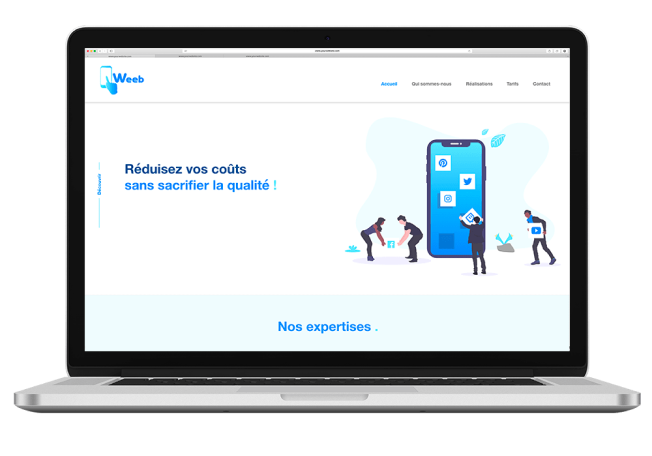 Weeb
Accueil Qui sommes-nous Réalisations Tarifs Contact
Découvrir
Réduisez vos coûts
sans sacrifier la qualité !
Nos expertises .